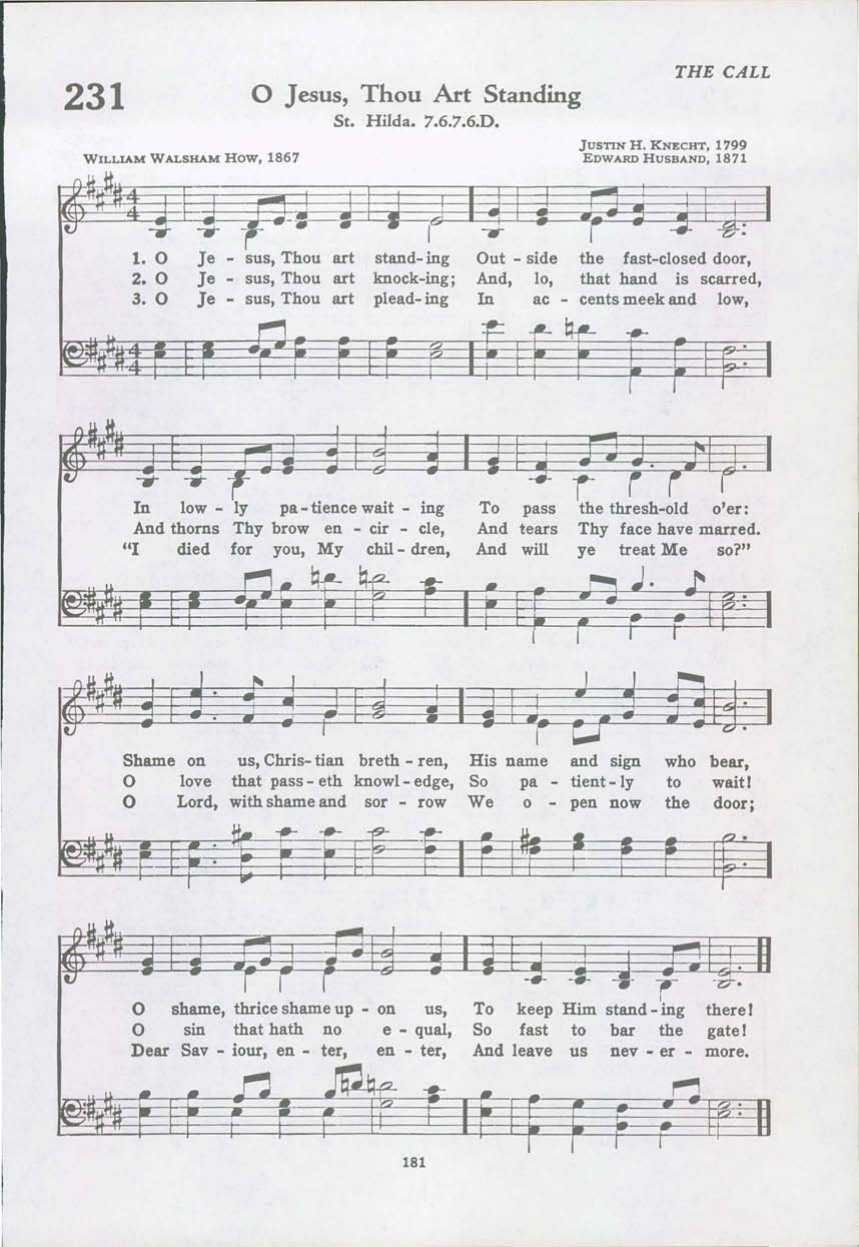 THE CALL
231
O Jesus, Thou Art Standing
St. Hilda. 7.6.7.6.D.
JUSTIN H. KNECHT, 1799
WILLIAM WALSHAM HOW, 1867
EDWARD HUSBAND, 1871
1. O Je - sus, Thou art stand-ing Out - side the fast-closed door,
2. O Je - sus, Thou art knock-ing; And, lo, that hand is scarred,
3. O Je - sus, Thou art plead-ing In ac - cents meek and low,
In low - ly pa-tience wait - ing To pass the thresh-old o'er:
And thorns Thy brow en - cir - cle, And tears Thy face have marred.
"I died for you, My chil-dren, And will ye treat Me so?"
Shame on us, Chris-tian breth-ren, His name and sign who bear,
O love that pass-eth knowl-edge, So pa - tient-ly to wait!
O Lord, with shame and sor - row We o - pen now the door;
O shame, thrice shame up - on us, To keep Him stand-ing there!
O sin that hath no e - qual, So fast to bar the gate!
Dear Sav - iour, en - ter, en - ter, And leave us nev - er - more.
181